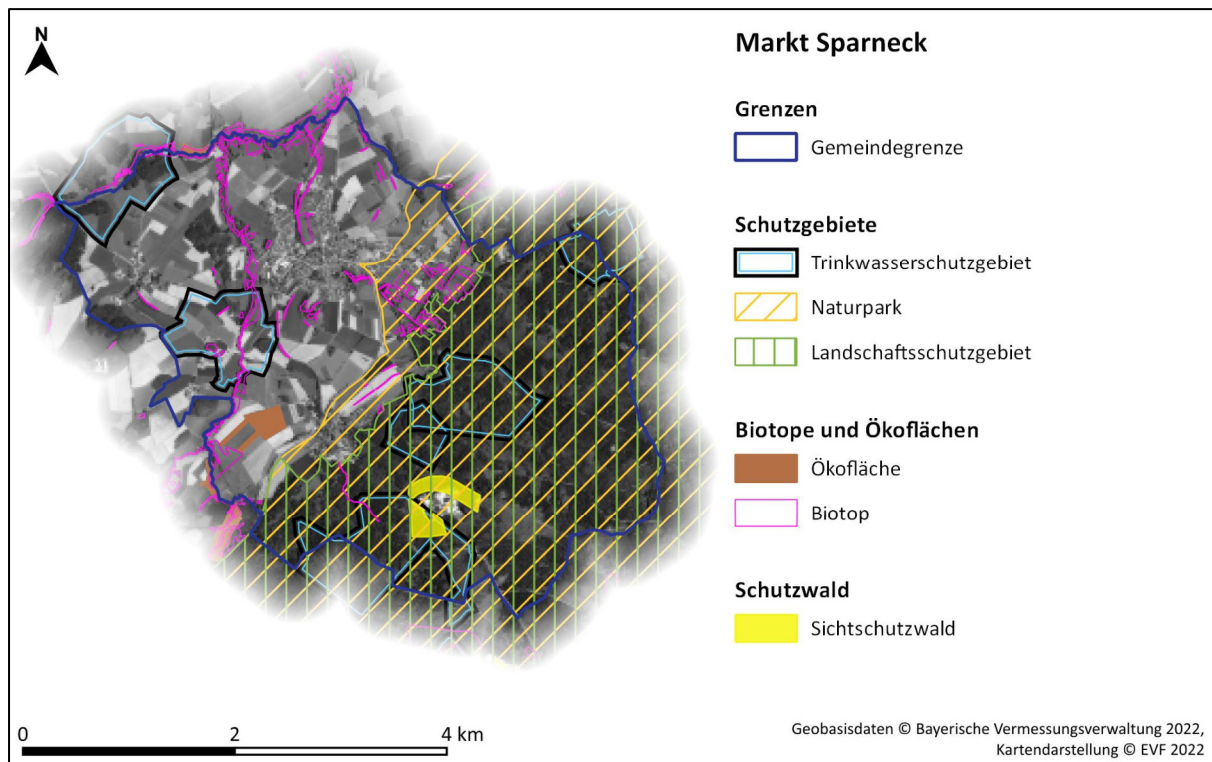 N
Markt Sparneck
Grenzen
Gemeindegrenze
Schutzgebiete
Trinkwasserschutzgebiet
Naturpark
Landschaftsschutzgebiet
Biotope und Ökoflächen
Ökofläche
Biotop
Schutzwald
Sichtschutzwald
0 2 4 km
Geobasisdaten © Bayerische Vermessungsverwaltung 2022,
Kartendarstellung © EVF 2022